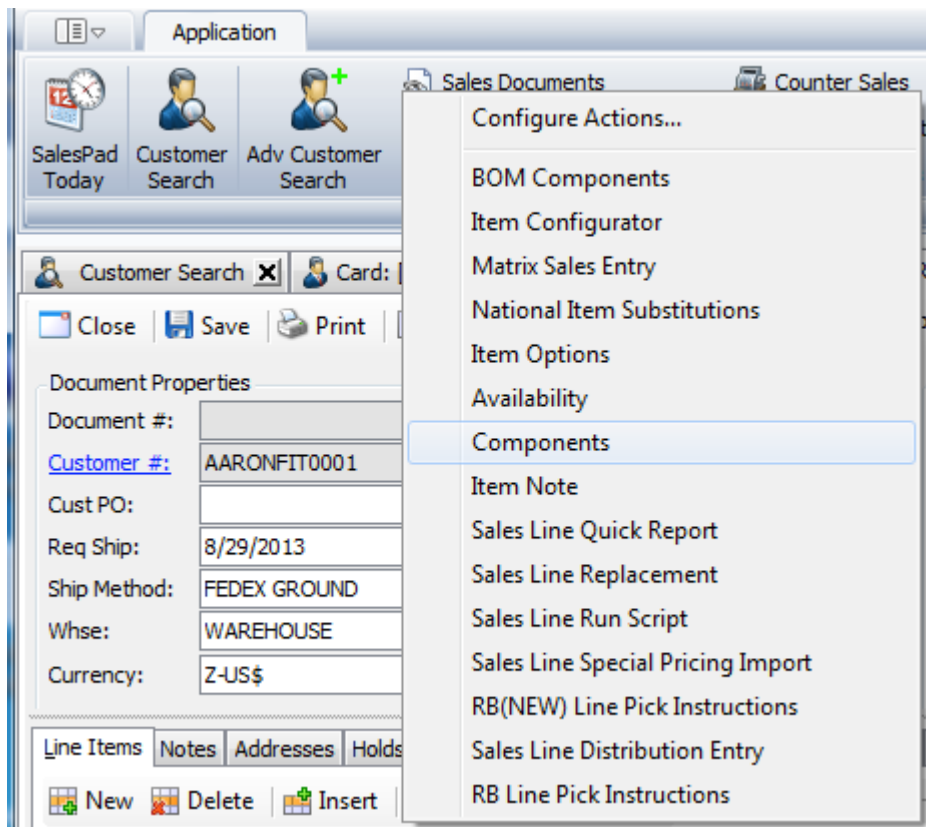 Application
Sales Documents
Counter Sales
SalesPad Today
Customer Search
Adv Customer Search
Configure Actions...
BOM Components
Item Configurator
Matrix Sales Entry
National Item Substitutions
Item Options
Availability
Components
Item Note
Sales Line Quick Report
Sales Line Replacement
Sales Line Run Script
Sales Line Special Pricing Import
RB(NEW) Line Pick Instructions
Sales Line Distribution Entry
RB Line Pick Instructions
Customer Search
Card: [
Close Save Print
Document Properties
Document #:
Customer #: AARONFIT0001
Cust PO:
Req Ship: 8/29/2013
Ship Method: FEDEX GROUND
Whse: WAREHOUSE
Currency: Z-US$
Line Items Notes Addresses Holds
New Delete Insert